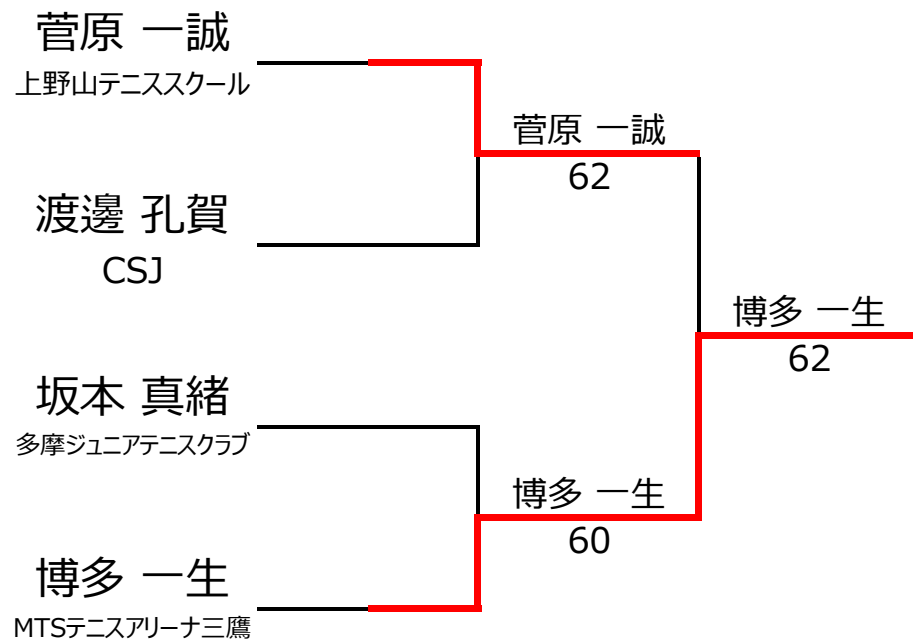 菅原 一誠
上野山テニススクール
菅原 一誠
62
渡邊 孔賀
CSJ
博多 一生
62
坂本 真緒
多摩ジュニアテニスクラブ
博多 一生
60
博多 一生
MTSテニスアリーナ三鷹